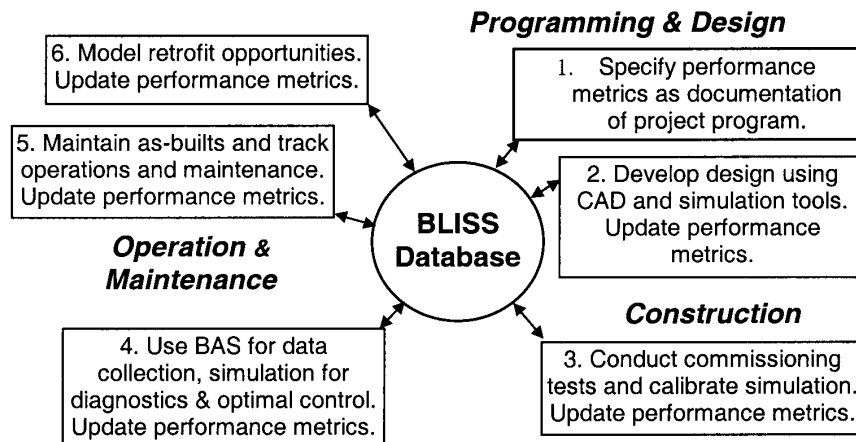 Programming & Design
1. Specify performance
metrics as documentation
of project program.
2. Develop design using
CAD and simulation tools.
Update performance
metrics.
Construction
3. Conduct commissioning
tests and calibrate simulation.
Update performance metrics.
4. Use BAS for data
collection, simulation for
diagnostics & optimal control.
Update performance metrics.
Operation &
Maintenance
5. Maintain as-builts and track
operations and maintenance.
Update performance metrics.
6. Model retrofit opportunities.
Update performance metrics.
BLISS
Database